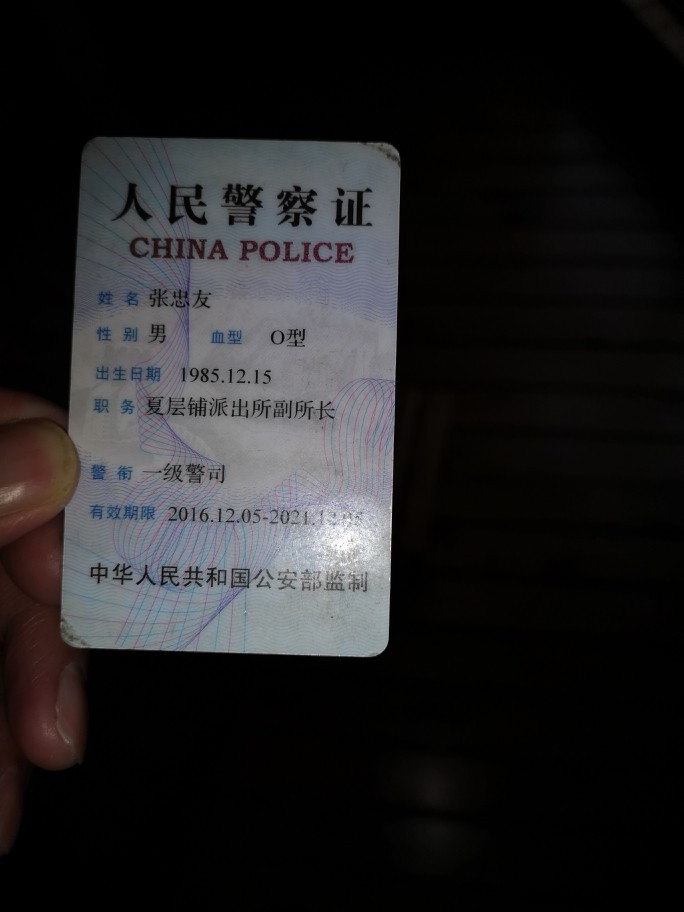 人民警察证
CHINA POLICE
姓 名 张忠友
性 别 男 血型 O型
出生日期 1985.12.15
职 务 夏层铺派出所副所长
警 衔 一级警司
有效期限 2016.12.05-2021.12.05
中华人民共和国公安部监制